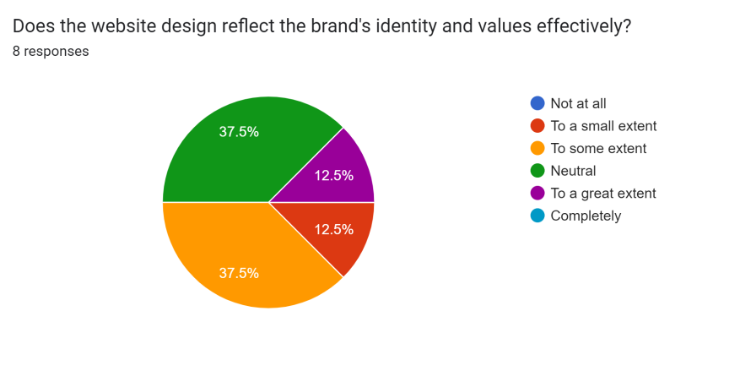 Does the website design reflect the brand's identity and values effectively?
8 responses
37.5%
12.5%
12.5%
37.5%
Not at all
To a small extent
To some extent
Neutral
To a great extent
Completely